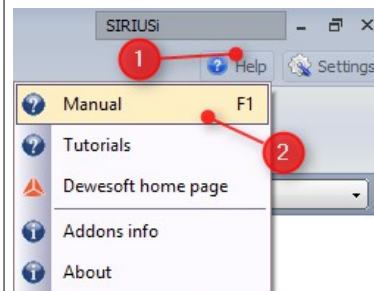 SIRIUSi
1
Help Settings
Manual F1
2
Tutorials
Dewesoft home page
Addons info
About